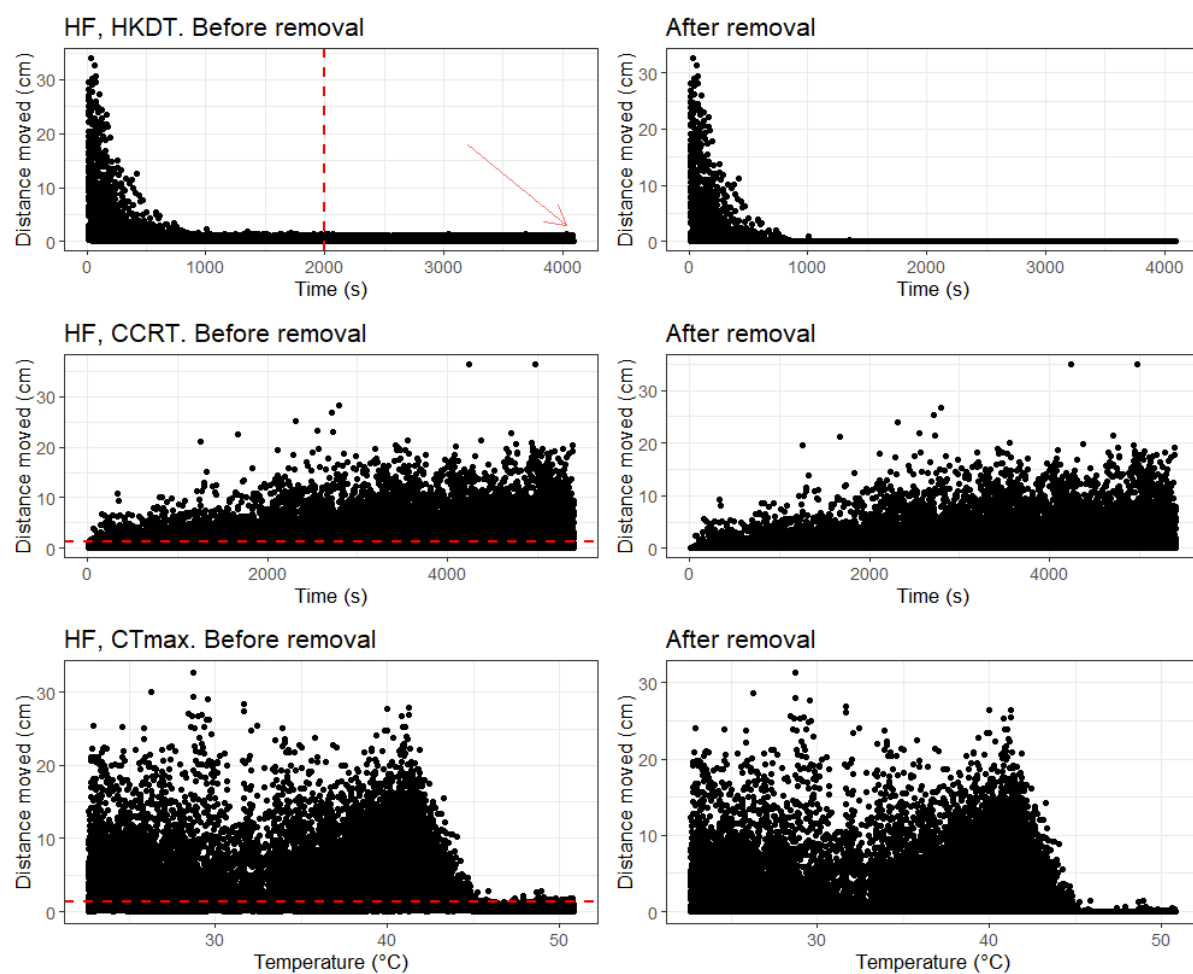 HF, HKDT. Before removal
After removal
Distance moved (cm)
30
20
10
0
0 1000 2000 3000 4000
Time (s)
Distance moved (cm)
30
20
10
0
0 1000 2000 3000 4000
Time (s)
HF, CCRT. Before removal
After removal
Distance moved (cm)
30
20
10
0
0 2000 4000
Time (s)
Distance moved (cm)
30
20
10
0
0 2000 4000
Time (s)
HF, CTmax. Before removal
After removal
Distance moved (cm)
30
20
10
0
30 40 50
Temperature (°C)
Distance moved (cm)
30
20
10
0
30 40 50
Temperature (°C)